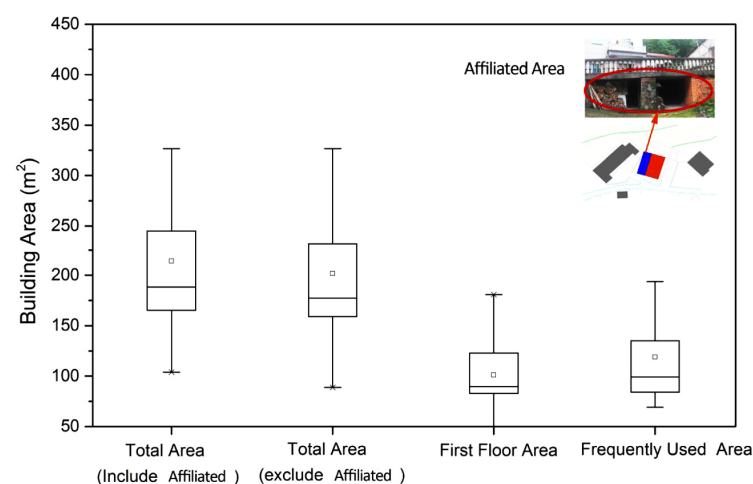 Building Area (m²)
450
400
350
300
250
200
150
100
50
Affiliated Area
Total Area
(Include Affiliated )
Total Area
(exclude Affiliated )
First Floor Area
Frequently Used Area